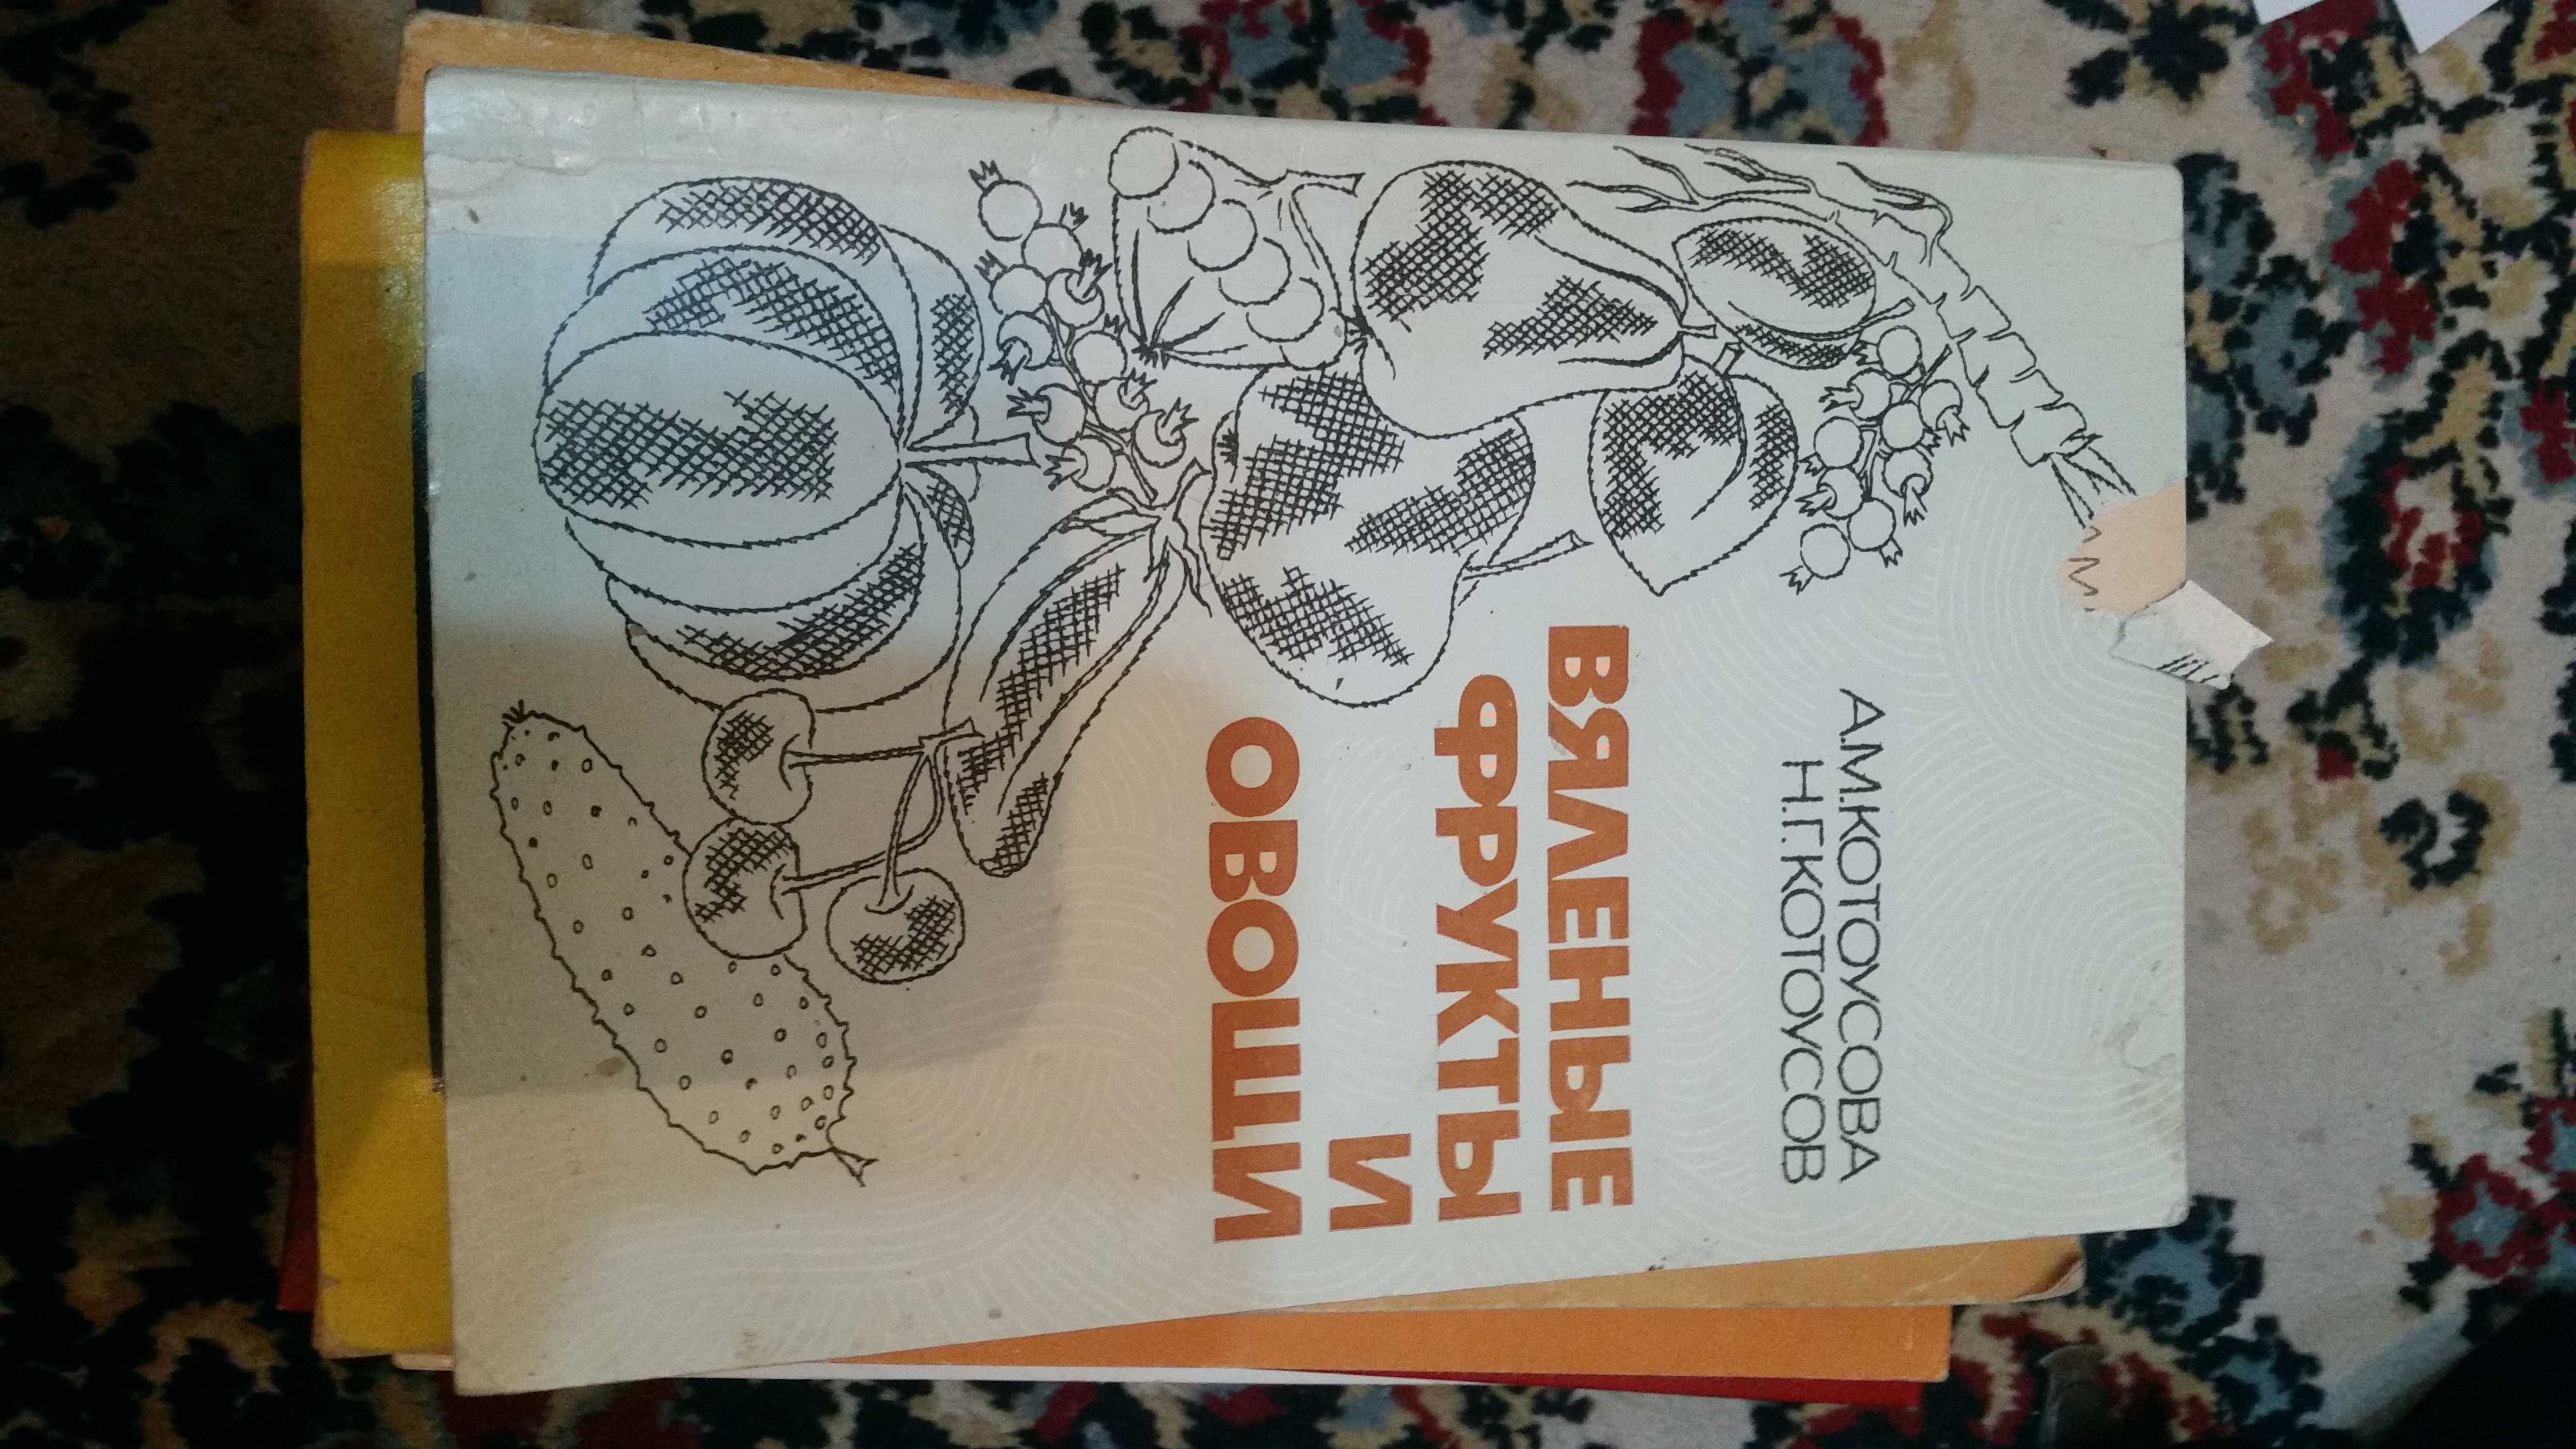 А.М.КОТОУСОВА
Н.Г.КОТОУСОВ
ВЯЛЕНЫЕ
ФРУКТЫ
И
ОВОЩИ